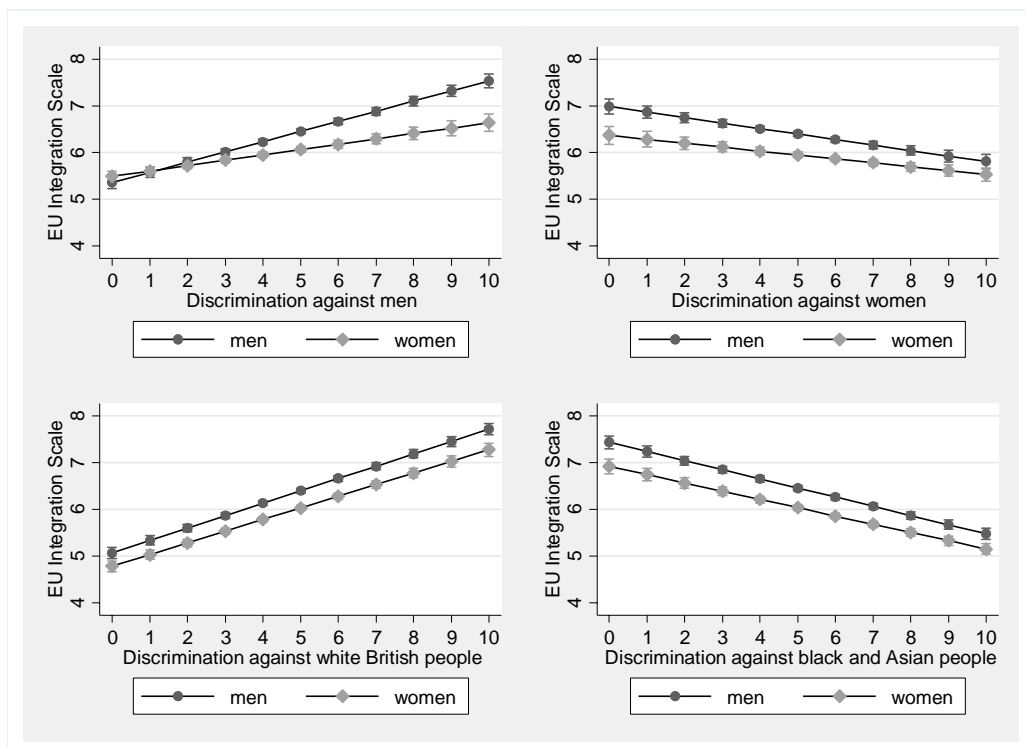 EU Integration Scale
8
7
6
5
4
0 1 2 3 4 5 6 7 8 9 10
Discrimination against men
men women
EU Integration Scale
8
7
6
5
4
0 1 2 3 4 5 6 7 8 9 10
Discrimination against women
men women
EU Integration Scale
8
7
6
5
4
0 1 2 3 4 5 6 7 8 9 10
Discrimination against white British people
men women
EU Integration Scale
8
7
6
5
4
0 1 2 3 4 5 6 7 8 9 10
Discrimination against black and Asian people
men women